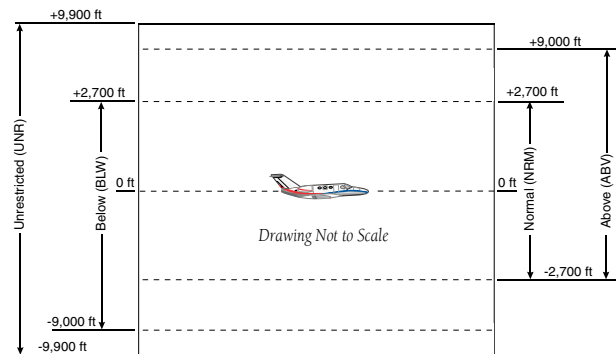 +9,900 ft
+9,000 ft
+2,700 ft
+2,700 ft
Unrestricted (UNR)
Below (BLW)
0 ft
0 ft
Normal (NRM)
Above (ABV)
Drawing Not to Scale
-2,700 ft
-9,000 ft
-9,900 ft